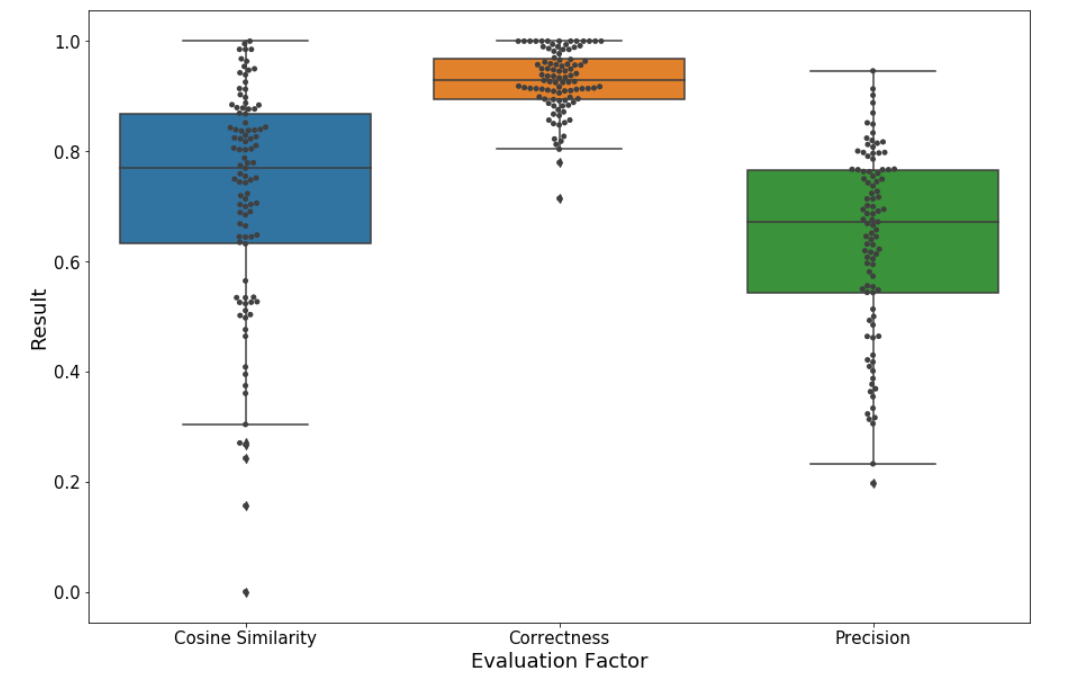 1.0
0.8
0.6
0.4
0.2
0.0
Result
Cosine Similarity
Correctness
Precision
Evaluation Factor